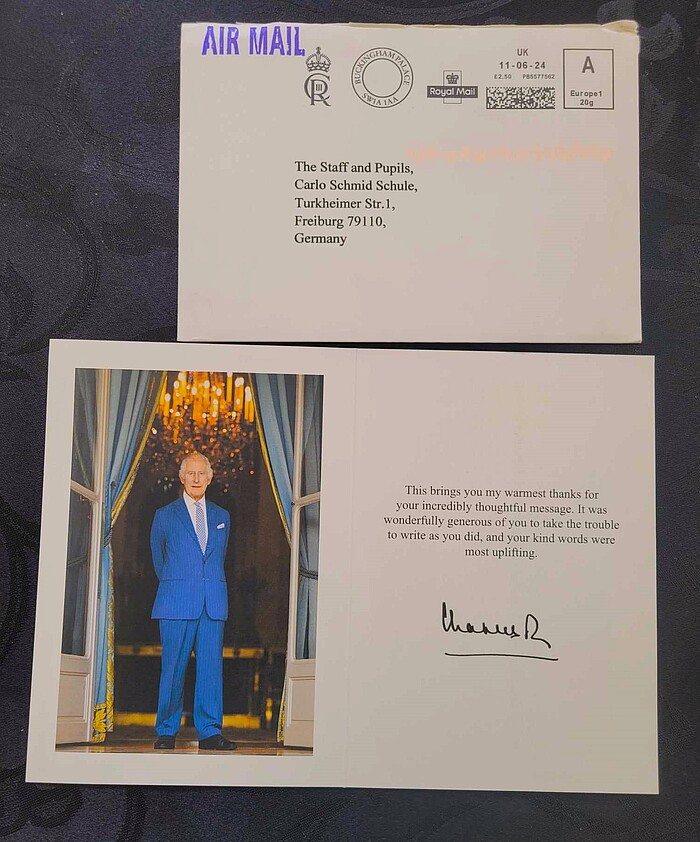 AIR MAIL
CIIIR
BUCKINGHAM PALACE
SW1A 1AA
Royal Mail
UK
11-06-24
£2.50 PB5577562
A
Europe1
20g
The Staff and Pupils,
Carlo Schmid Schule,
Turkheimer Str.1,
Freiburg 79110,
Germany
This brings you my warmest thanks for
your incredibly thoughtful message. It was
wonderfully generous of you to take the trouble
to write as you did, and your kind words were
most uplifting.
Charles R